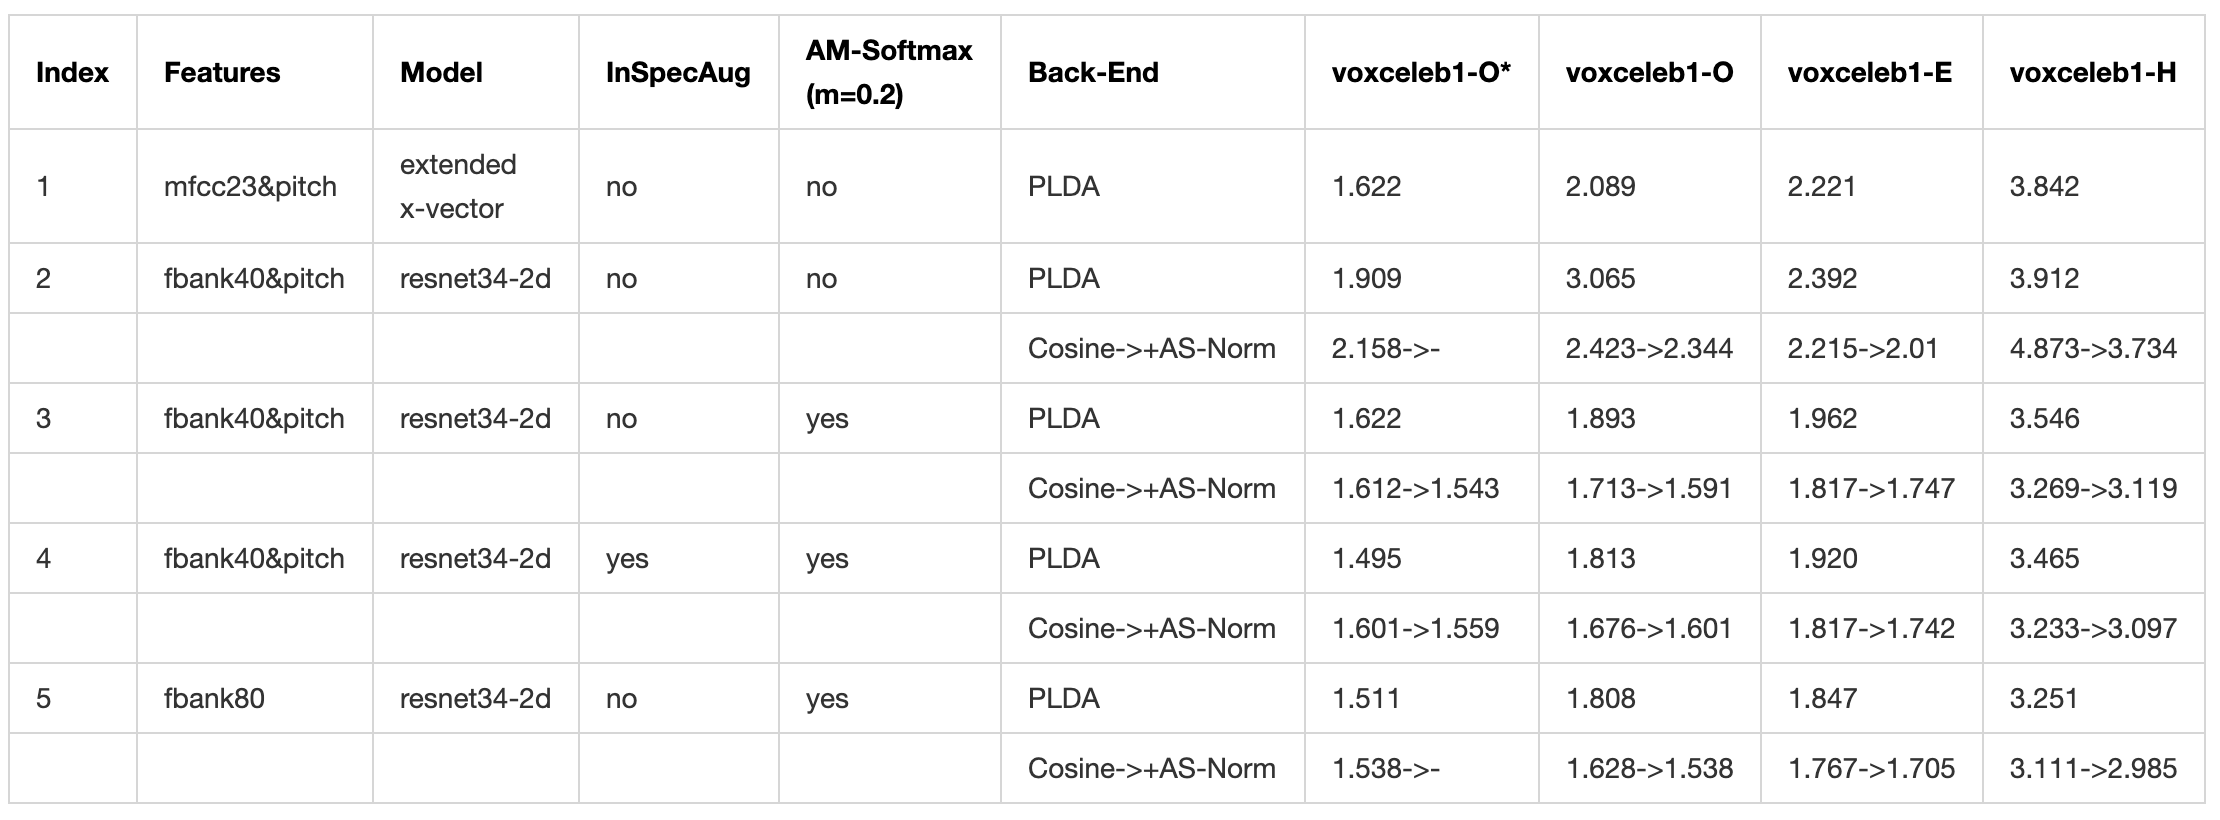 Index Features Model InSpecAug AM-Softmax (m=0.2) Back-End voxceleb1-O* voxceleb1-O voxceleb1-E voxceleb1-H
1 mfcc23&pitch extended x-vector no no PLDA 1.622 2.089 2.221 3.842
2 fbank40&pitch resnet34-2d no no PLDA 1.909 3.065 2.392 3.912
Cosine->+AS-Norm 2.158->- 2.423->2.344 2.215->2.01 4.873->3.734
3 fbank40&pitch resnet34-2d no yes PLDA 1.622 1.893 1.962 3.546
Cosine->+AS-Norm 1.612->1.543 1.713->1.591 1.817->1.747 3.269->3.119
4 fbank40&pitch resnet34-2d yes yes PLDA 1.495 1.813 1.920 3.465
Cosine->+AS-Norm 1.601->1.559 1.676->1.601 1.817->1.742 3.233->3.097
5 fbank80 resnet34-2d no yes PLDA 1.511 1.808 1.847 3.251
Cosine->+AS-Norm 1.538->- 1.628->1.538 1.767->1.705 3.111->2.985